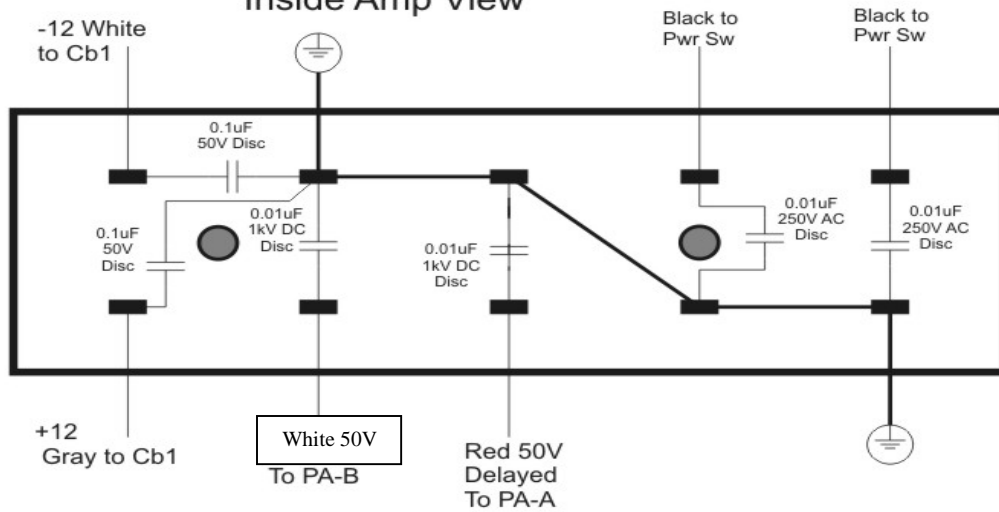 Inside Amp View
-12 White
to Cb1
Black to
Pwr Sw
Black to
Pwr Sw
0.1uF
50V Disc
0.1uF
50V
Disc
0.01uF
1kV DC
Disc
0.01uF
1kV DC
Disc
0.01uF
250V AC
Disc
0.01uF
250V AC
Disc
+12
Gray to Cb1
White 50V
To PA-B
Red 50V
Delayed
To PA-A